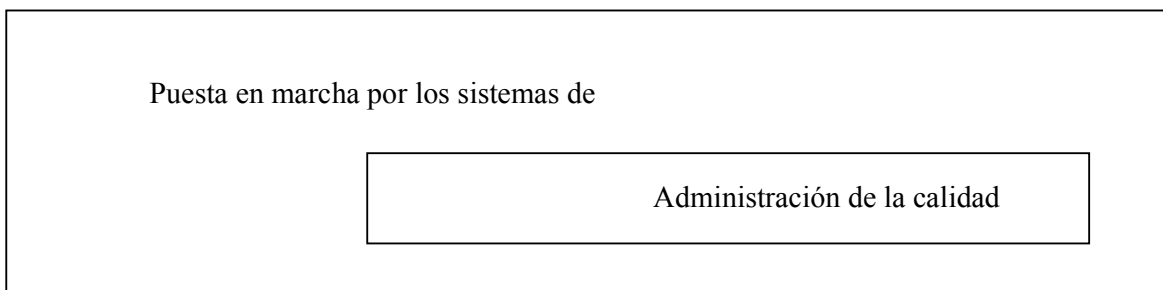 Puesta en marcha por los sistemas de
Administración de la calidad